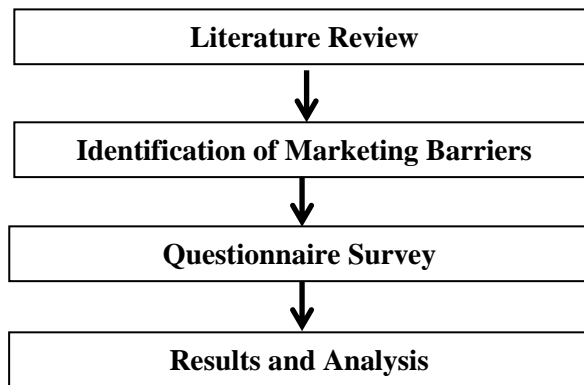 Literature Review
Identification of Marketing Barriers
Questionnaire Survey
Results and Analysis